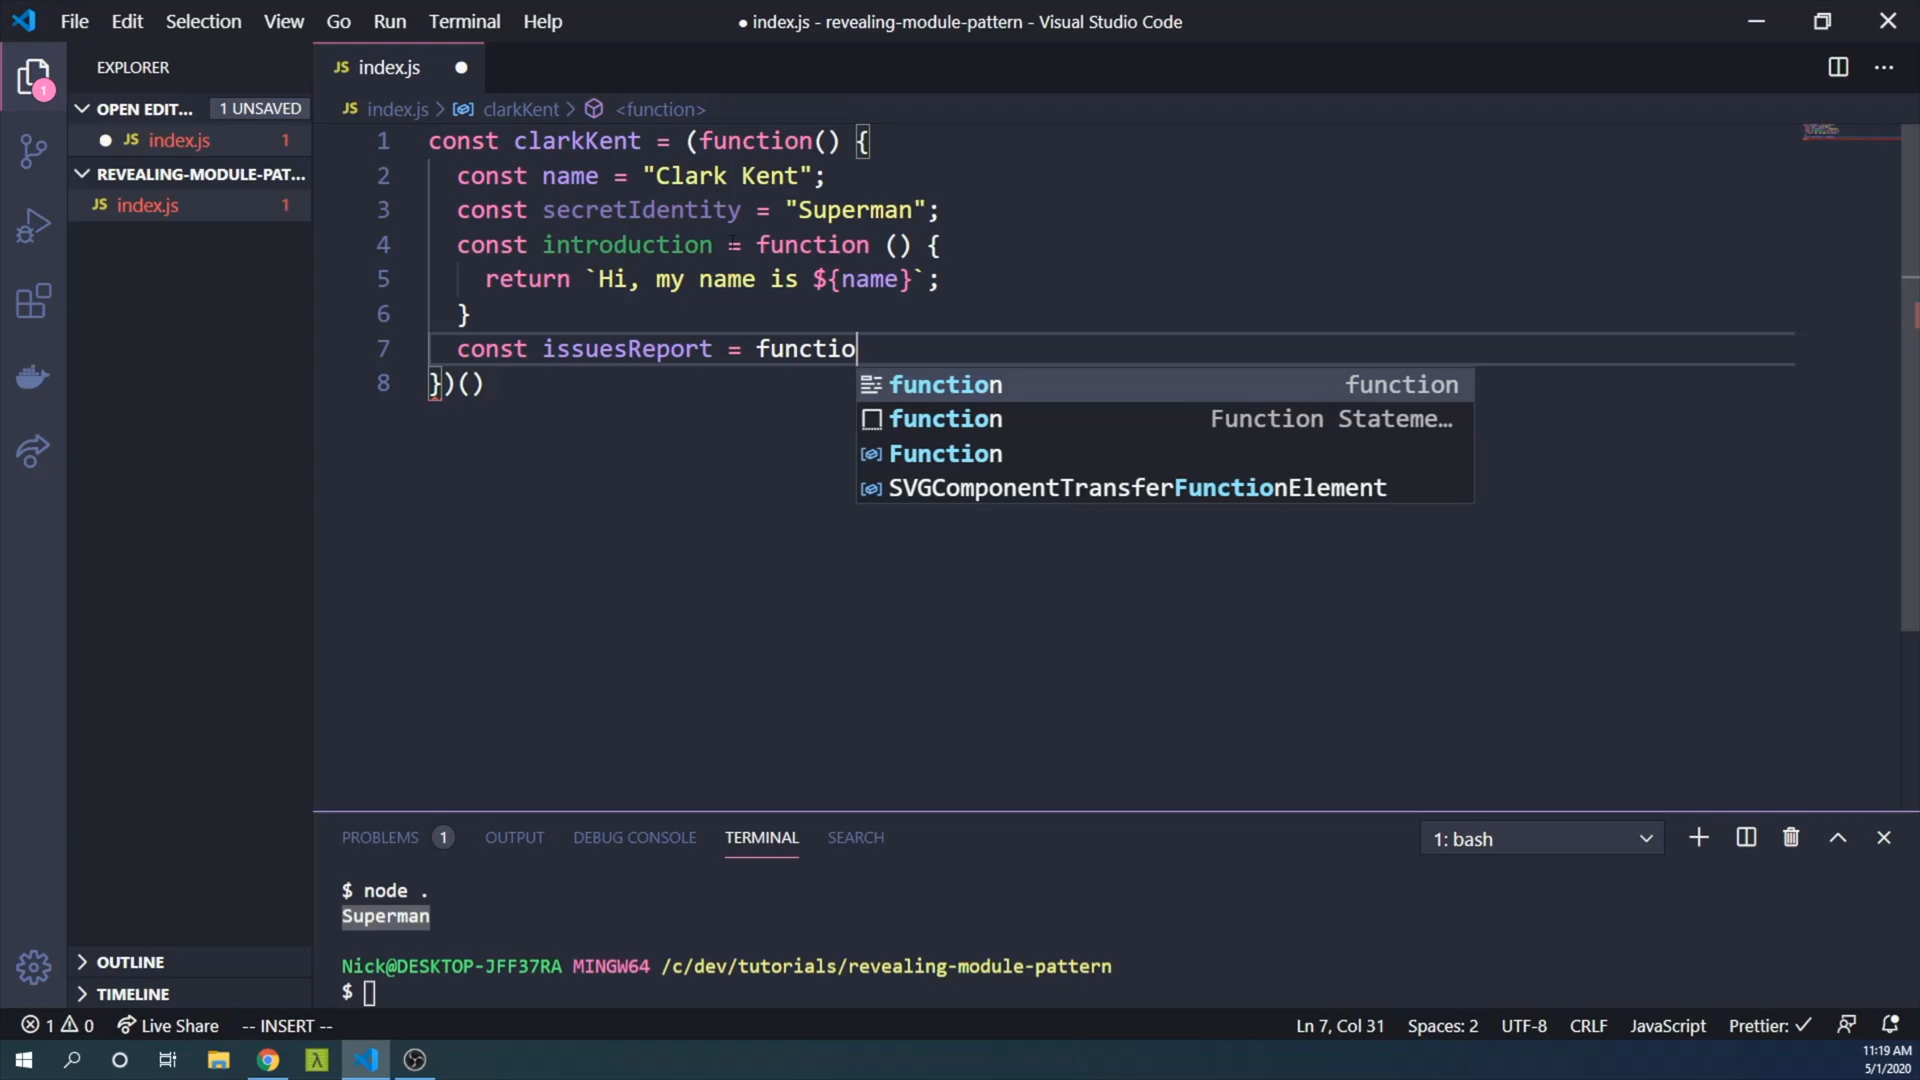 File Edit Selection View Go Run Terminal Help
● index.js - revealing-module-pattern - Visual Studio Code
EXPLORER
JS index.js
1
OPEN EDIT... 1 UNSAVED
JS index.js > clarkKent > <function>
JS index.js 1
REVEALING-MODULE-PAT...
JS index.js 1
1 const clarkKent = (function() {
2 const name = "Clark Kent";
3 const secretIdentity = "Superman";
4 const introduction = function () {
5 return `Hi, my name is ${name}`;
6 }
7 const issuesReport = functio
8 })()
function function
function Function Stateme...
Function
SVGComponentTransferFunctionElement
PROBLEMS 1 OUTPUT DEBUG CONSOLE TERMINAL SEARCH 1: bash
$ node .
Superman
Nick@DESKTOP-JFF37RA MINGW64 /c/dev/tutorials/revealing-module-pattern
$
OUTLINE
TIMELINE
1 0 Live Share -- INSERT -- Ln 7, Col 31 Spaces: 2 UTF-8 CRLF JavaScript Prettier: ✓
11:19 AM
5/1/2020